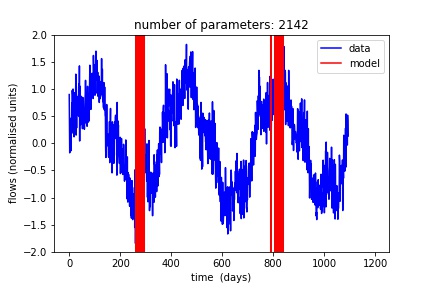 number of parameters: 2142
data
model
2.0
1.5
1.0
0.5
0.0
−0.5
−1.0
−1.5
−2.0
flows (normalised units)
0 200 400 600 800 1000 1200
time (days)